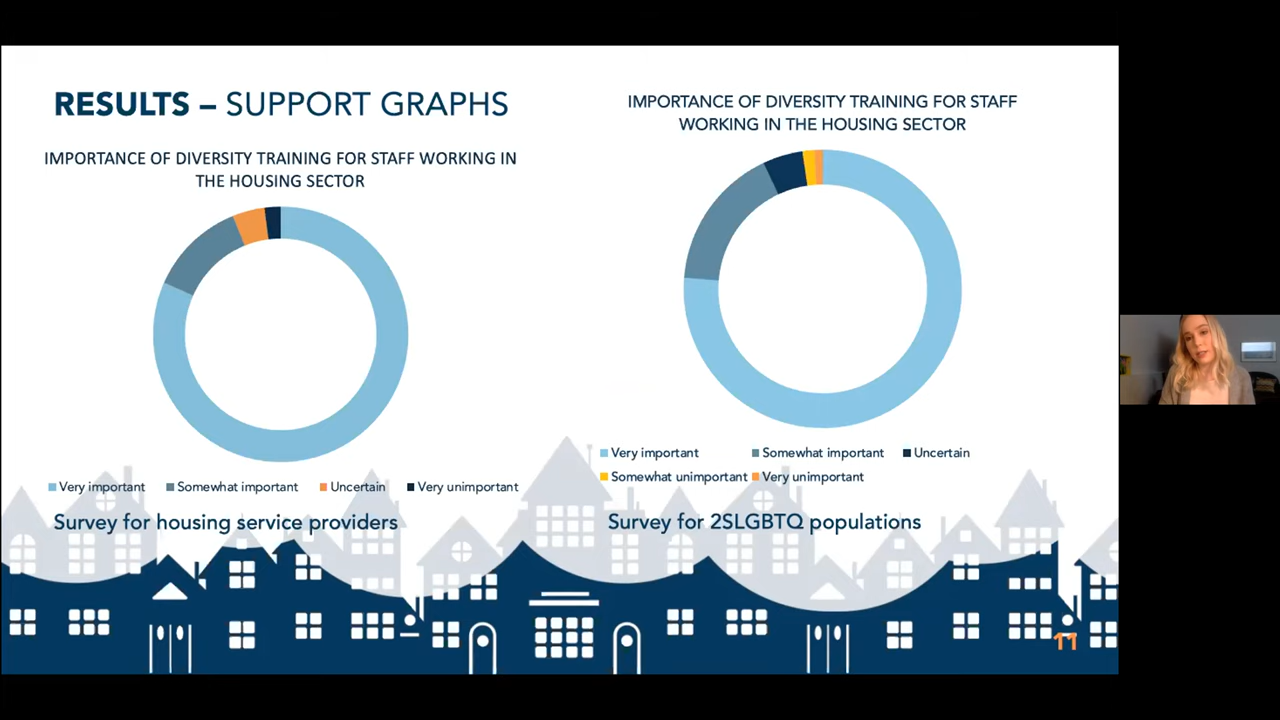 RESULTS – SUPPORT GRAPHS
IMPORTANCE OF DIVERSITY TRAINING FOR STAFF WORKING IN
THE HOUSING SECTOR
Very important Somewhat important Uncertain Very unimportant
Survey for housing service providers
IMPORTANCE OF DIVERSITY TRAINING FOR STAFF
WORKING IN THE HOUSING SECTOR
Very important Somewhat important Uncertain
Somewhat unimportant Very unimportant
Survey for 2SLGBTQ populations
11